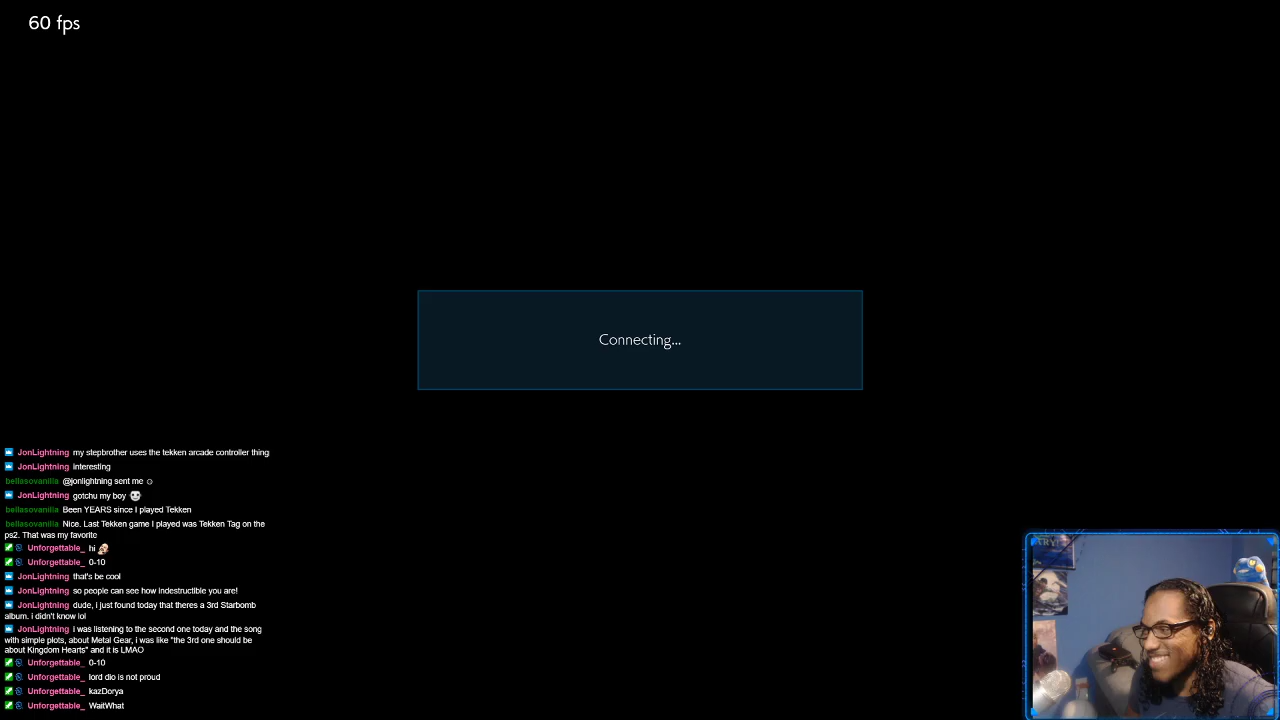 60 fps
Connecting...
JonLightning my stepbrother uses the tekken arcade controller thing
JonLightning interesting
bellasovanilla @jonlightning sent me ☺
JonLightning gotchu my boy
bellasovanilla Been YEARS since I played Tekken
bellasovanilla Nice. Last Tekken game I played was Tekken Tag on the
ps2. That was my favorite
Unforgettable_ hi
Unforgettable_ 0-10
JonLightning that's be cool
JonLightning so people can see how indestructible you are!
JonLightning dude, i just found today that theres a 3rd Starbomb
album. i didn't know lol
JonLightning i was listening to the second one today and the song
with simple plots, about Metal Gear, i was like "the 3rd one should be
about Kingdom Hearts" and it is LMAO
Unforgettable_ 0-10
Unforgettable_ lord dio is not proud
Unforgettable_ kazDorya
Unforgettable_ WaitWhat